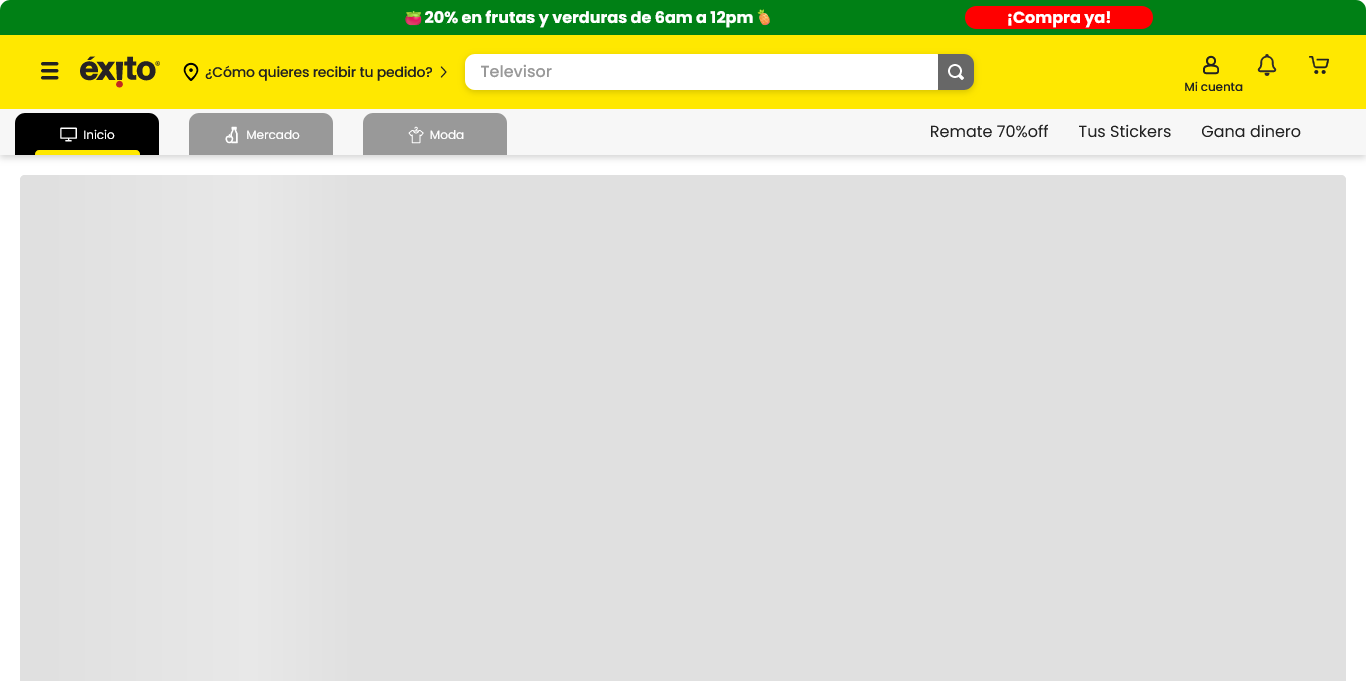 20% en frutas y verduras de 6am a 12pm
¡Compra ya!
éxito®
¿Cómo quieres recibir tu pedido?
Televisor
Mi cuenta
Inicio
Mercado
Moda
Remate 70%off
Tus Stickers
Gana dinero